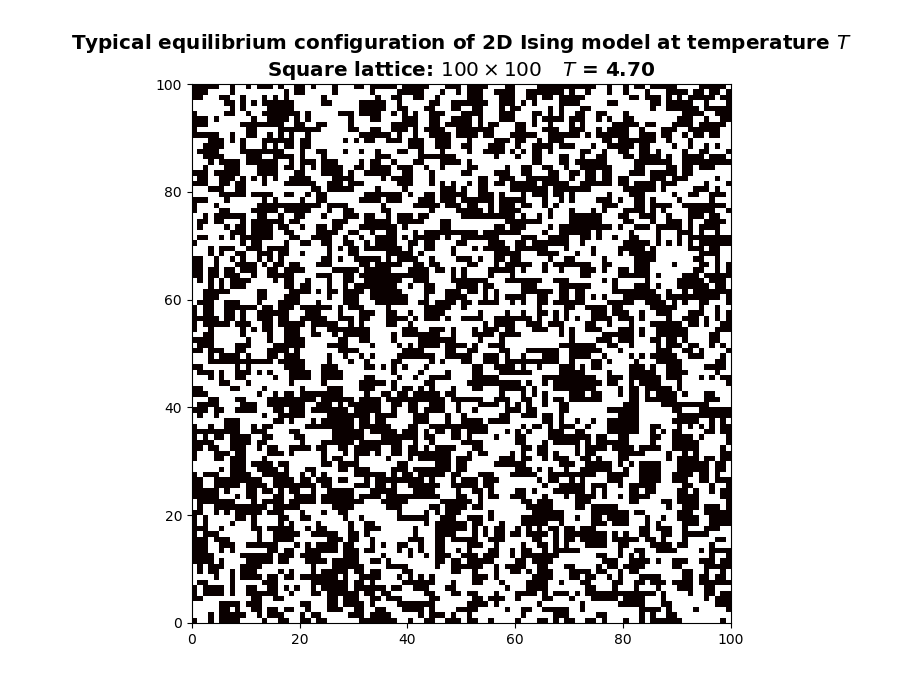 Typical equilibrium configuration of 2D Ising model at temperature T
Square lattice: 100 × 100 T = 4.70
100
80
60
40
20
0
0 20 40 60 80 100